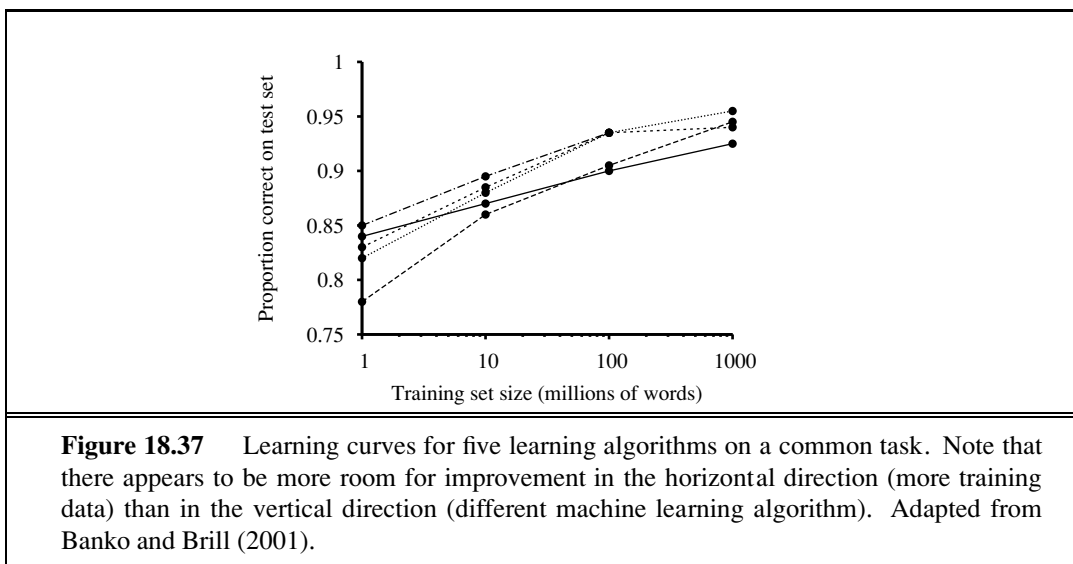 1
0.95
0.9
0.85
0.8
0.75
Proportion correct on test set
1 10 100 1000
Training set size (millions of words)
Figure 18.37 Learning curves for five learning algorithms on a common task. Note that
there appears to be more room for improvement in the horizontal direction (more training
data) than in the vertical direction (different machine learning algorithm). Adapted from
Banko and Brill (2001).